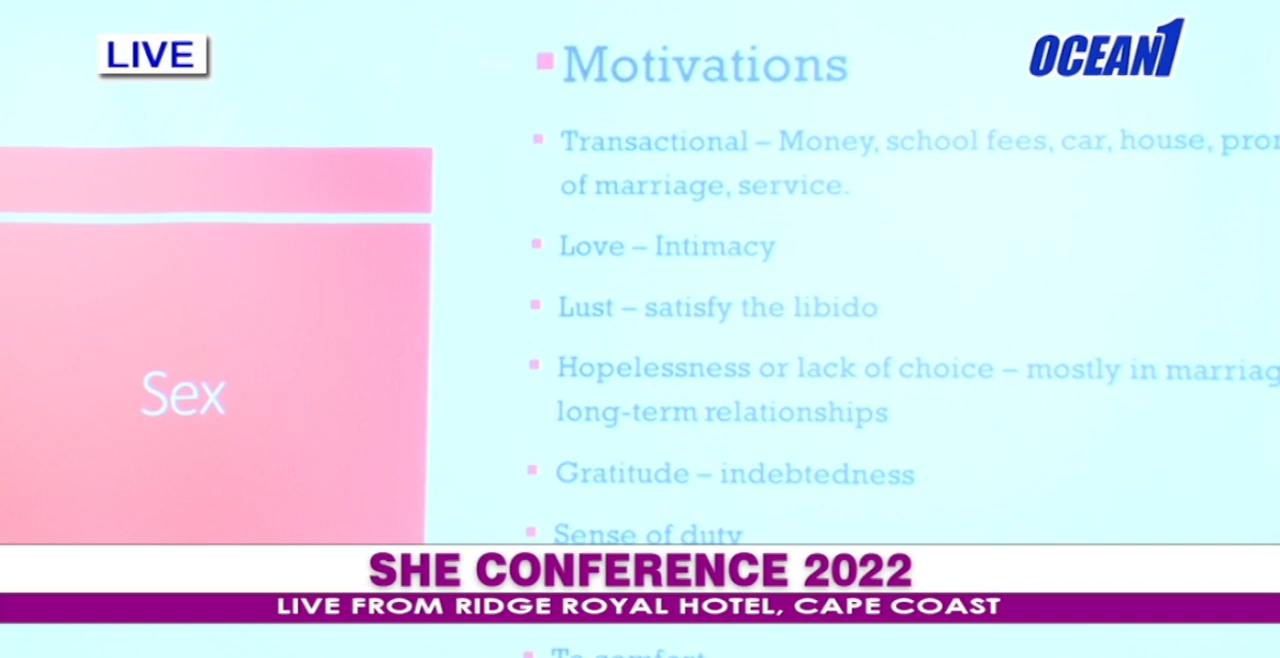 LIVE
OCEAN1
Motivations
Transactional – Money, school fees, car, house,
of marriage, service.
Love – Intimacy
Lust – satisfy the libido
Hopelessness or lack of choice – mostly in
long-term relationships
Gratitude – indebtedness
Sense of duty
Sex
SHE CONFERENCE 2022
LIVE FROM RIDGE ROYAL HOTEL, CAPE COAST
To comfort